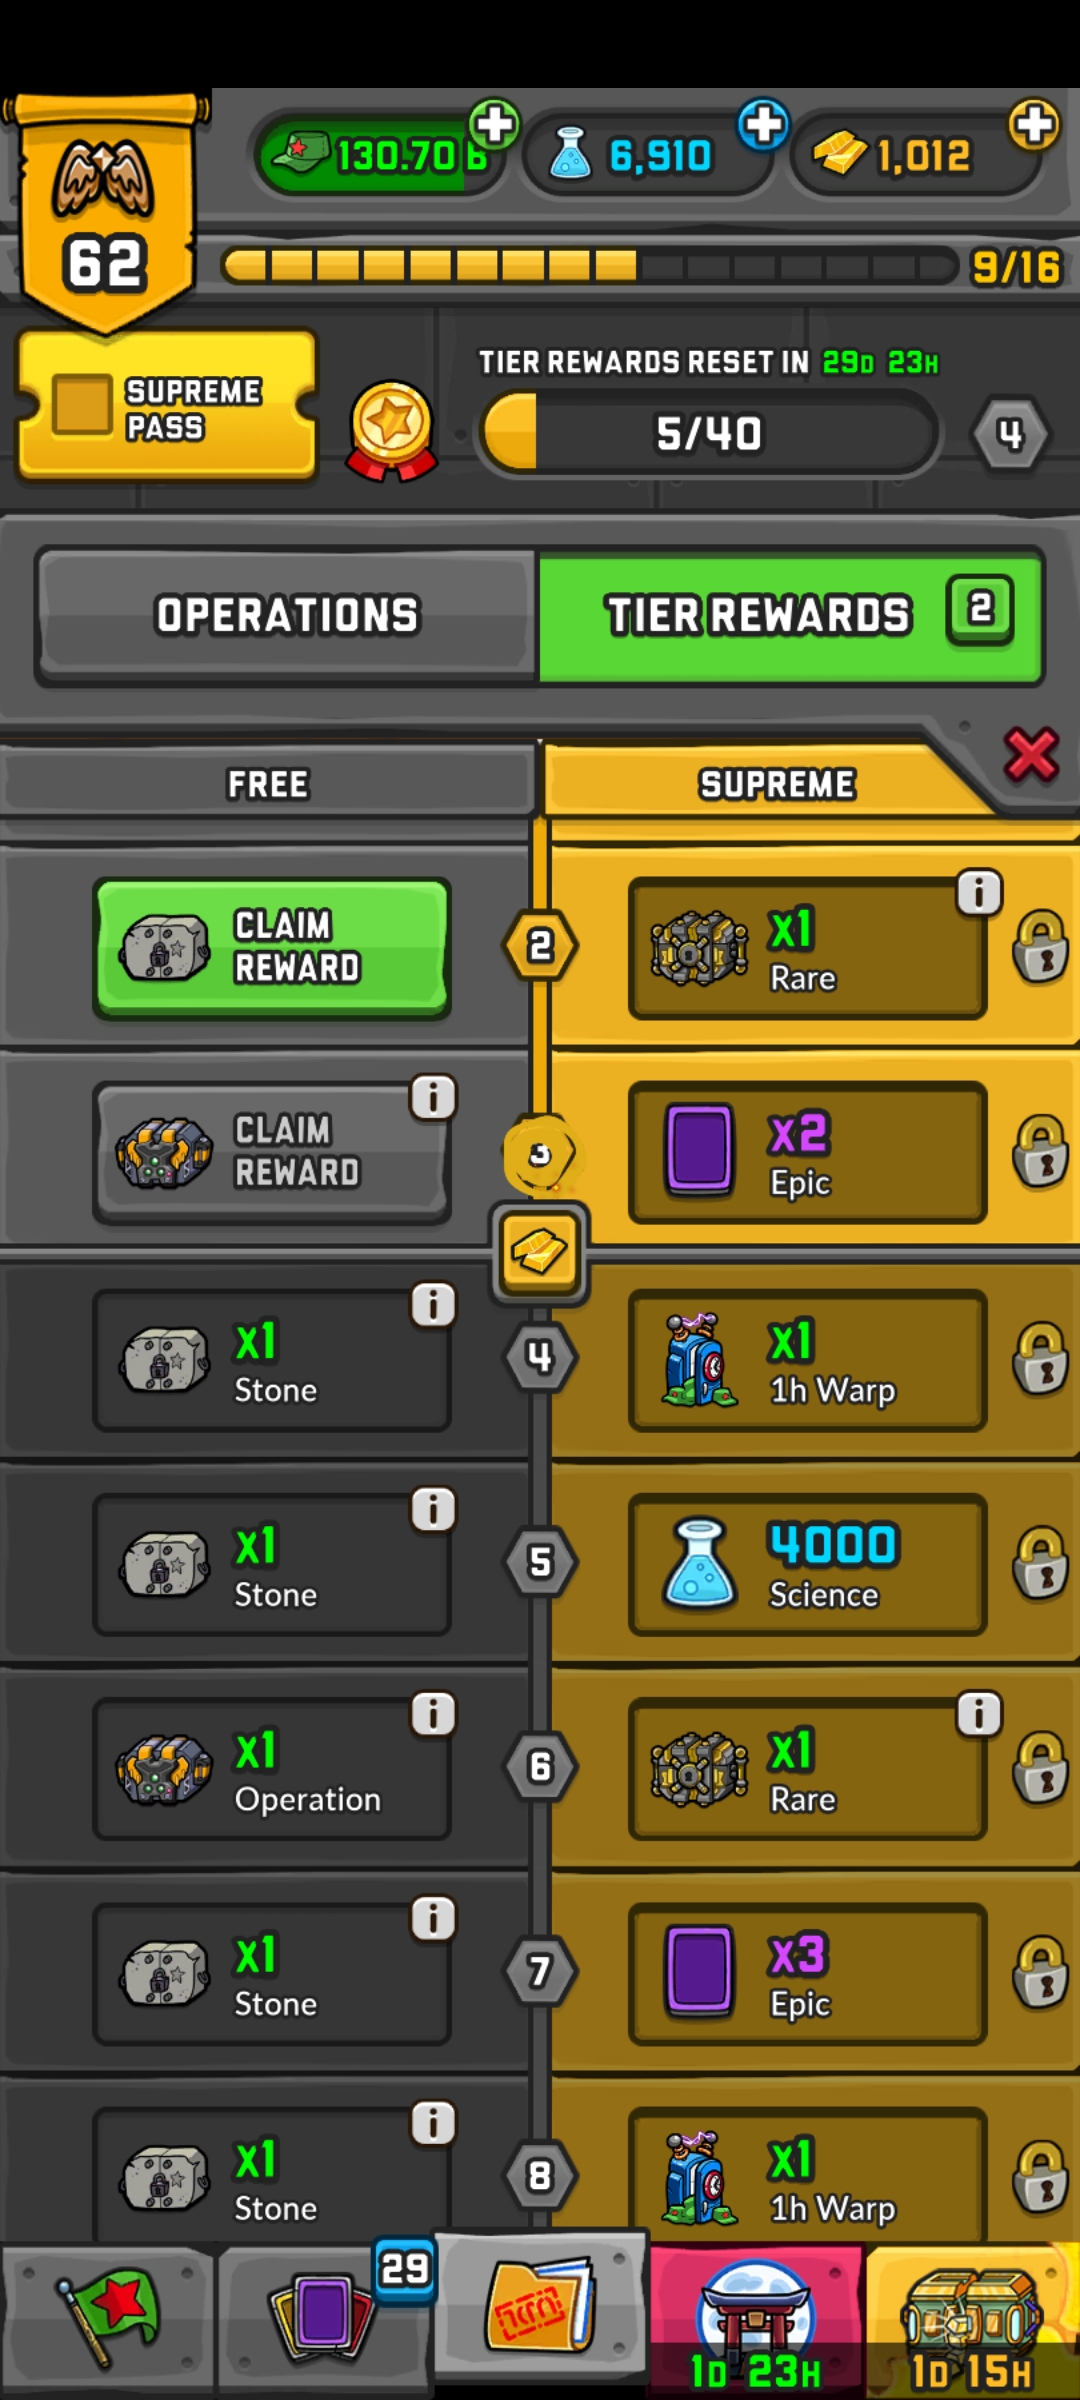 130.70 B
6,910
1,012
62
9/16
SUPREME
PASS
TIER REWARDS RESET IN 29D 23H
5/40
4
OPERATIONS
TIER REWARDS
2
FREE
SUPREME
CLAIM
REWARD
2
x1
Rare
CLAIM
REWARD
3
x2
Epic
x1
Stone
4
x1
1h Warp
x1
Stone
5
4000
Science
x1
Operation
6
x1
Rare
x1
Stone
7
x3
Epic
x1
Stone
8
x1
1h Warp
29
1D 23H
1D 15H